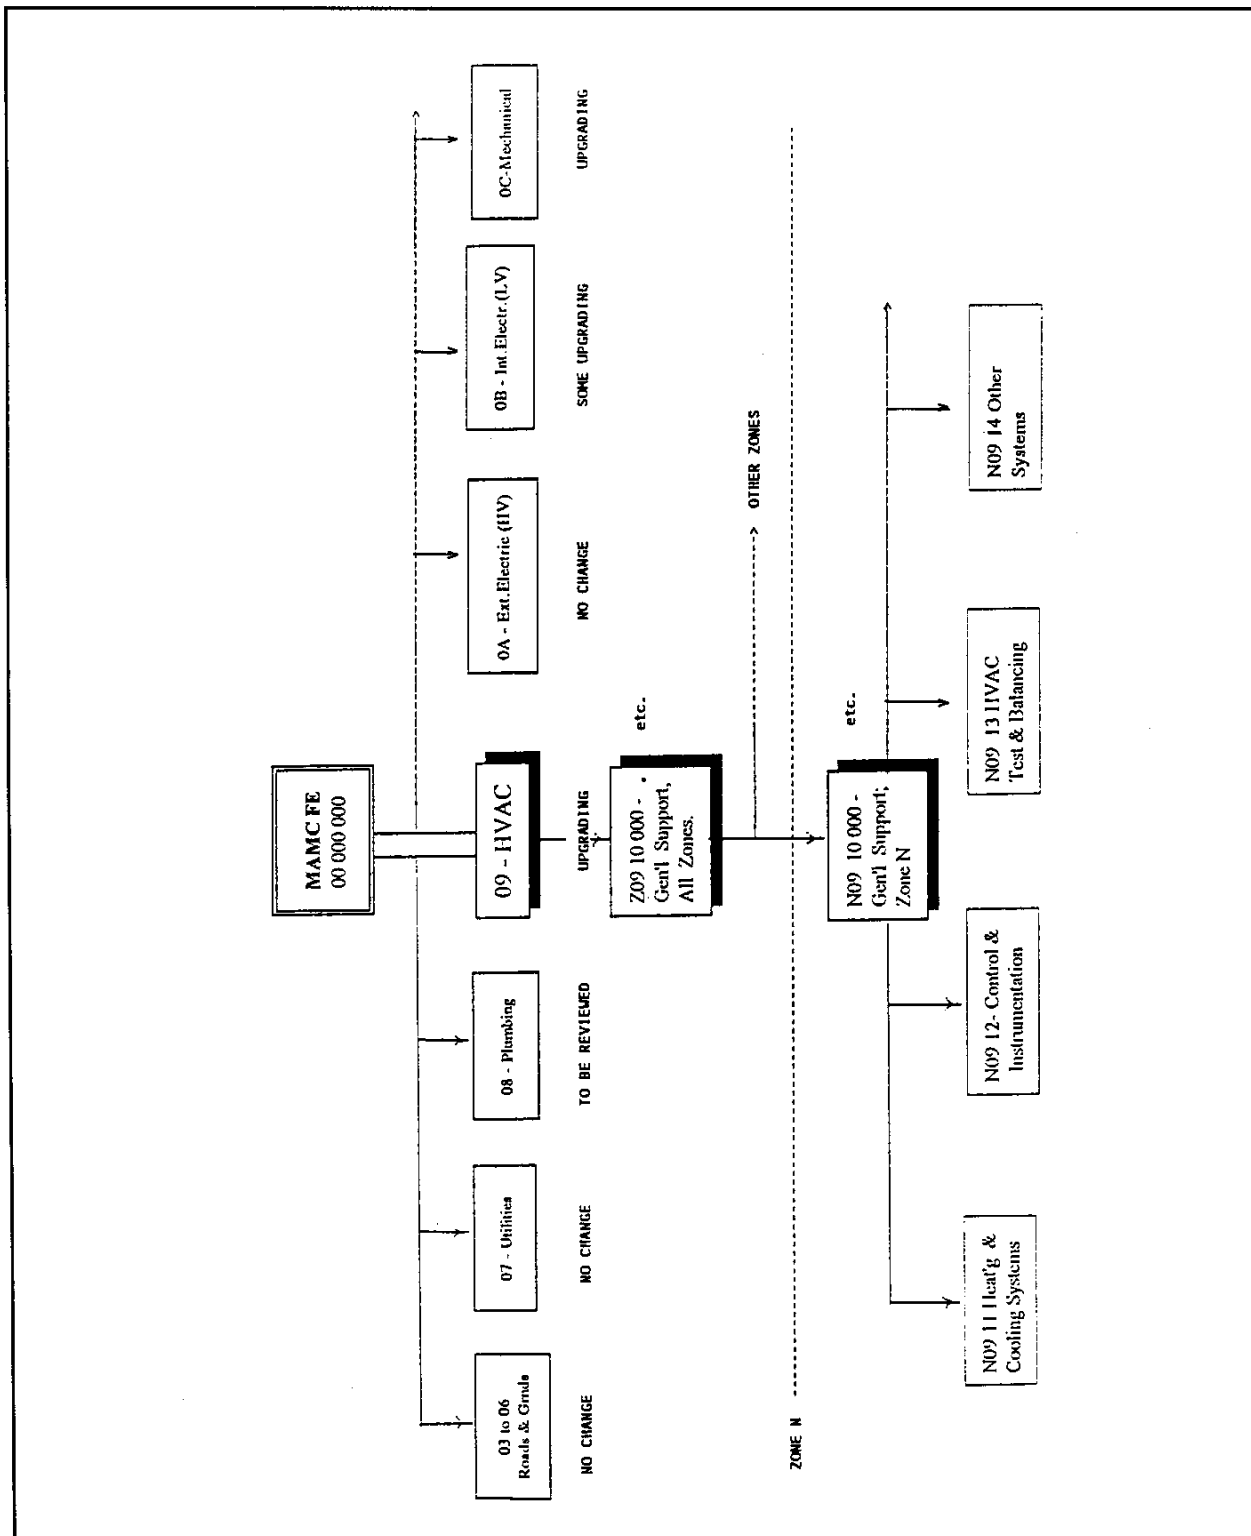 MAMC FE
00 000 000
03 to 06
Roads & Grnds
07 - Utilities
08 - Plumbing
09 - HVAC
0A - Ext.Electric (HV)
0B - Int.Electr.(LV)
0C-Mechanical
NO CHANGE
NO CHANGE
TO BE REVIEWED
UPGRADING
NO CHANGE
SOME UPGRADING
UPGRADING
Z09 10 000 - .
Gen'l Support,
All Zones.
etc.
OTHER ZONES
ZONE N
N09 10 000 -
Gen'l Support;
Zone N
etc.
N09 11 Heat'g &
Cooling Systems
N09 12- Control &
Instrumentation
N09 13 HVAC
Test & Balancing
N09 14 Other
Systems